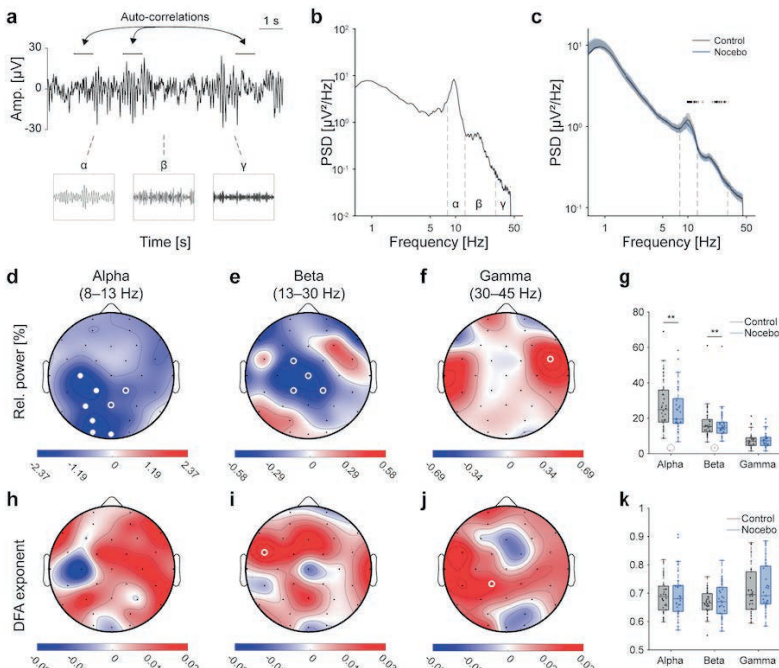 a
Auto-correlations
1 s
Amp. [µV]
30
0
-30
α
β
γ
Time [s]
b
PSD [µV²/Hz]
10²
10¹
10⁰
10⁻¹
10⁻²
α
β
γ
1
5
10
50
Frequency [Hz]
c
Control
Nocebo
PSD [µV²/Hz]
10¹
10⁰
10⁻¹
1
5
10
50
Frequency [Hz]
d
Alpha
(8–13 Hz)
Rel. power [%]
-2.37
-1.19
0
1.19
2.37
e
Beta
(13–30 Hz)
-0.58
-0.29
0
0.29
0.58
f
Gamma
(30–45 Hz)
-0.69
-0.34
0
0.34
0.69
g
Control
Nocebo
80
60
40
20
0
**
**
Alpha
Beta
Gamma
h
DFA exponent
0
i
0
j
0
k
Control
Nocebo
1
0.9
0.8
0.7
0.6
0.5
Alpha
Beta
Gamma